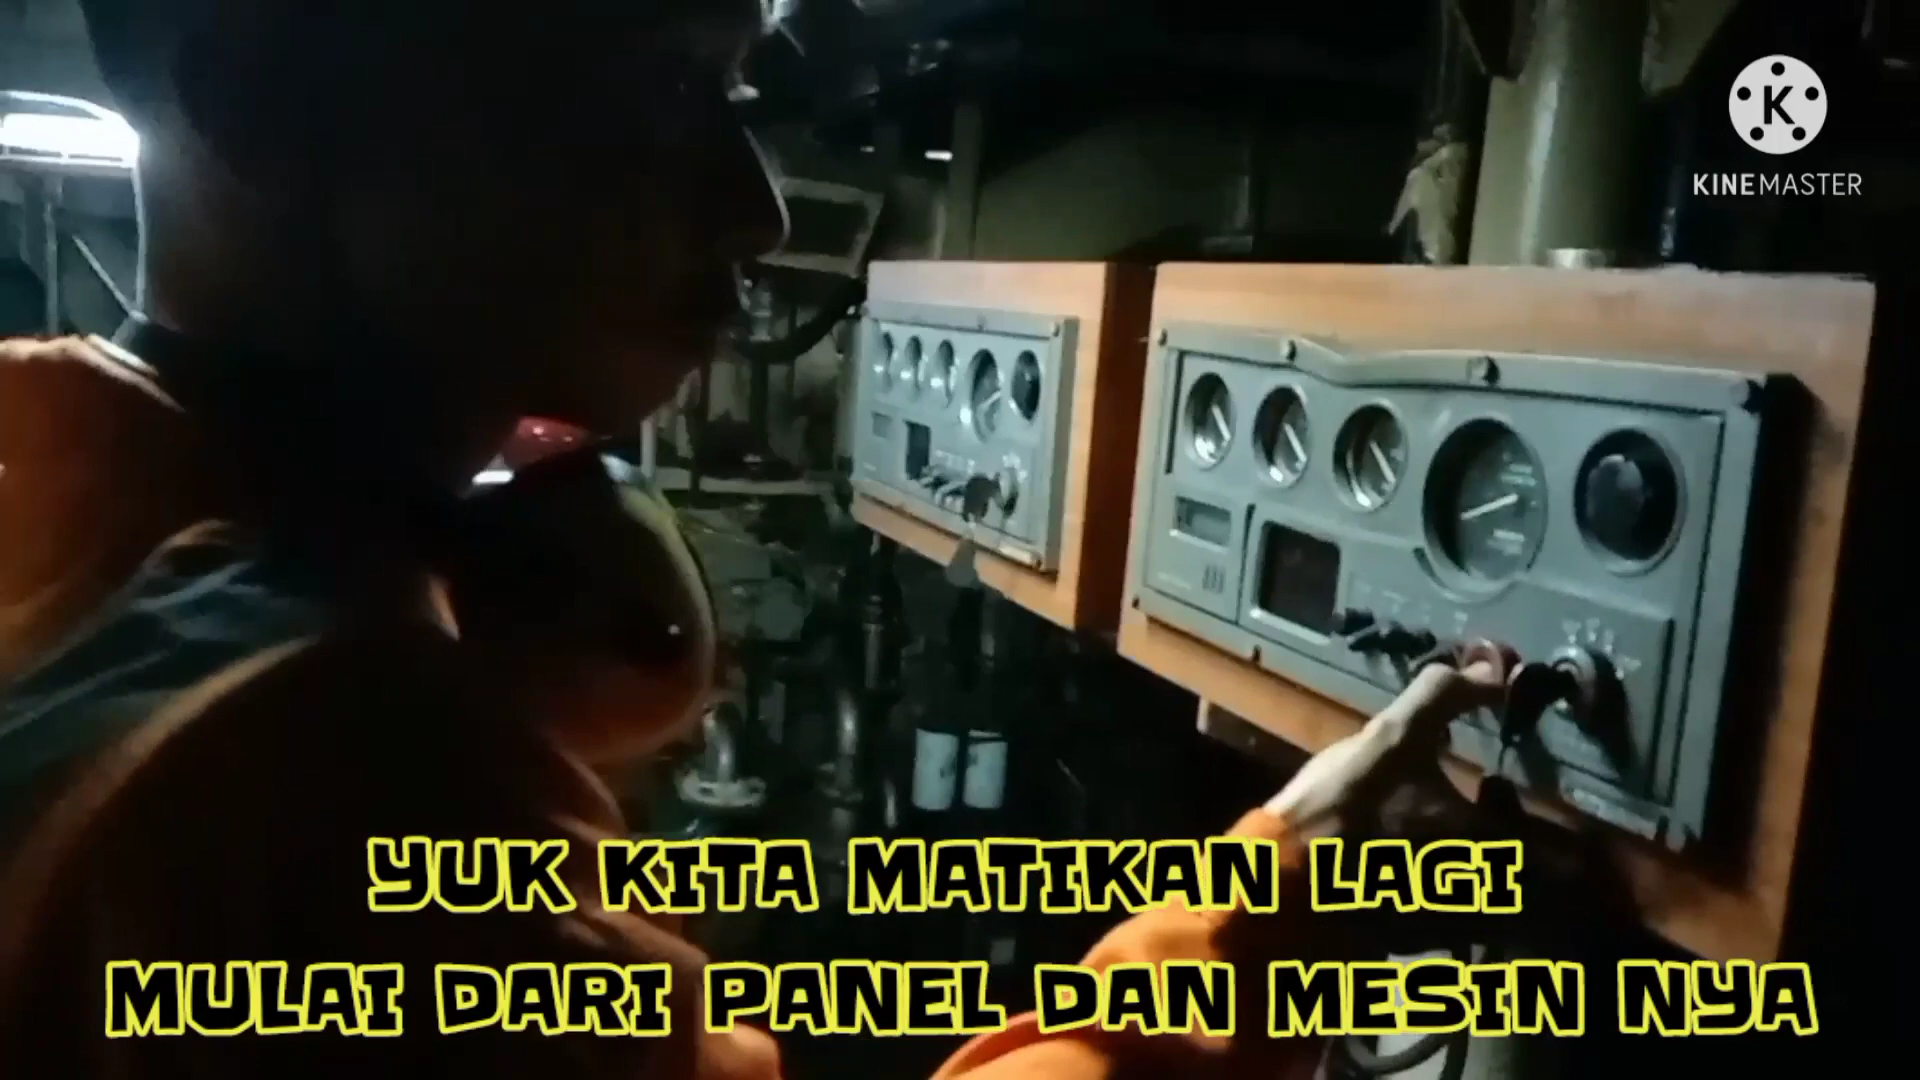 K
KINEMASTER
YUK KITA MATIKAN LAGI
MULAI DARI PANEL DAN MESIN NYA